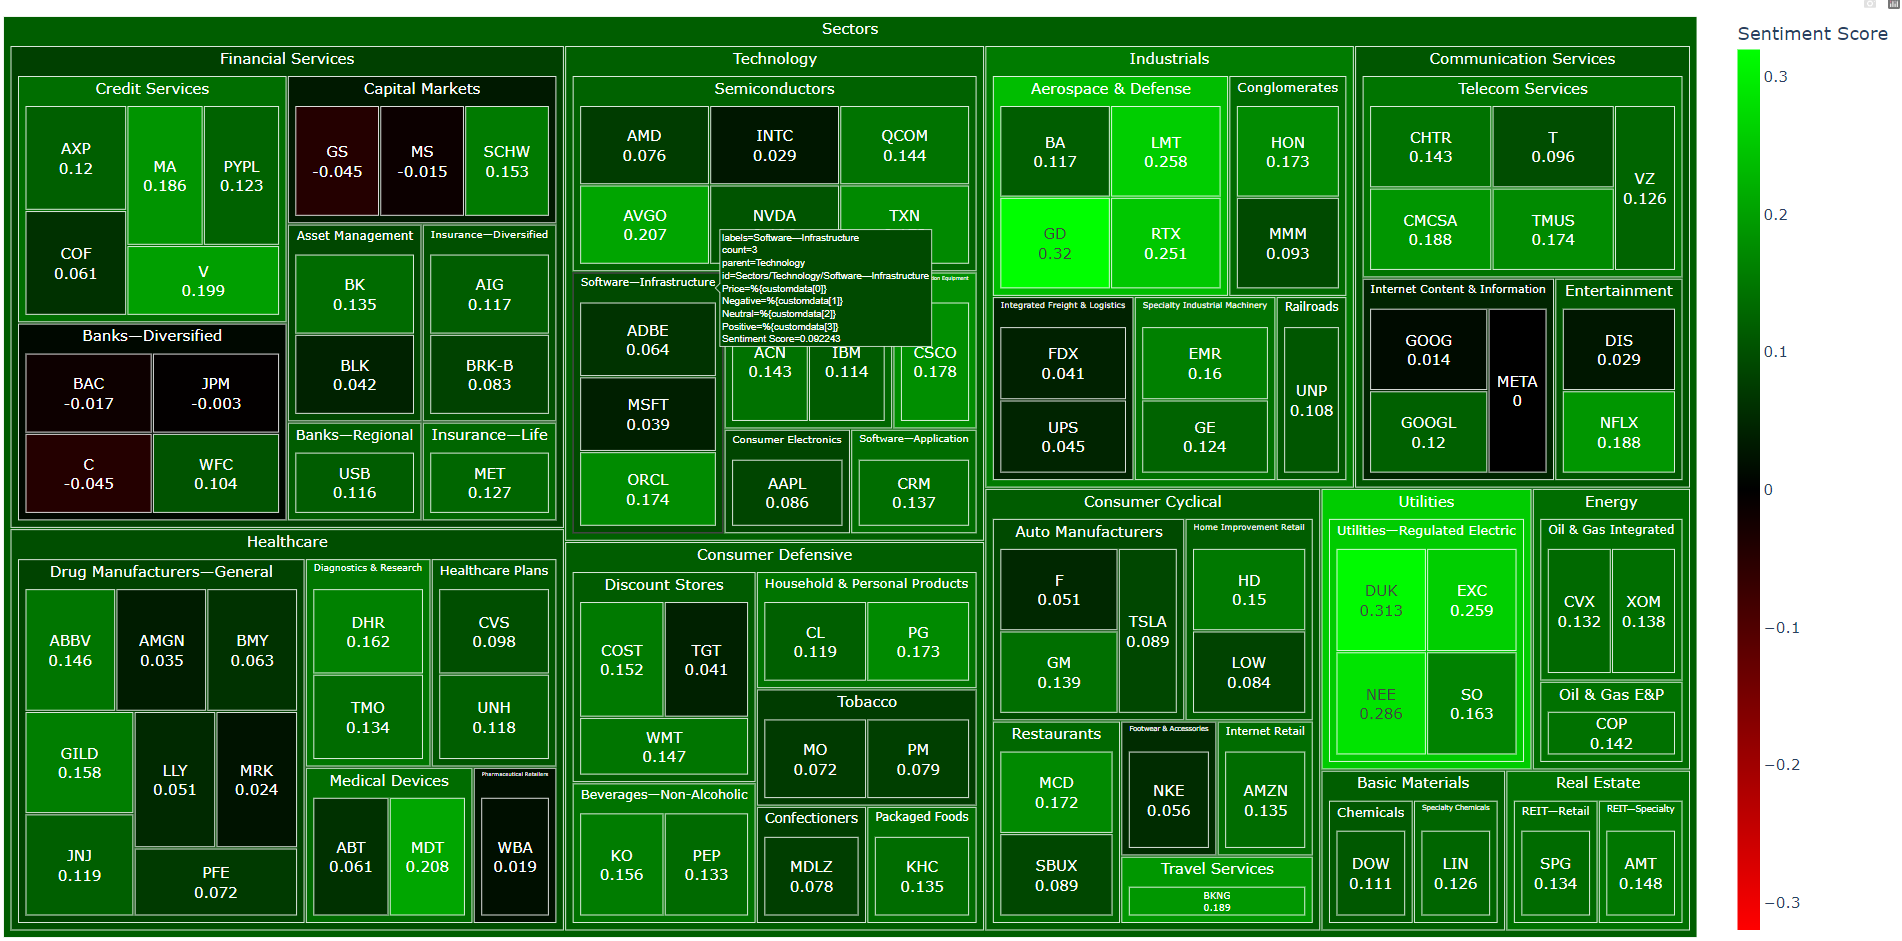 Sectors
Financial Services
Credit Services
AXP
0.12
MA
0.186
PYPL
0.123
COF
0.061
V
0.199
Capital Markets
GS
-0.045
MS
-0.015
SCHW
0.153
Asset Management
BK
0.135
BLK
0.042
Insurance—Diversified
AIG
0.117
BRK-B
0.083
Banks—Diversified
BAC
-0.017
JPM
-0.003
C
-0.045
WFC
0.104
Banks—Regional
USB
0.116
Insurance—Life
MET
0.127
Technology
Semiconductors
AMD
0.076
INTC
0.029
QCOM
0.144
AVGO
0.207
NVDA
TXN
labels=Software—Infrastructure
count=3
parent=Technology
id=Sectors/Technology/Software—Infrastructure
Price=%{customdata[0]}
Negative=%{customdata[1]}
Neutral=%{customdata[2]}
Positive=%{customdata[3]}
Sentiment Score=0.092243
Software—Infrastructure
ADBE
0.064
MSFT
0.039
ORCL
0.174
ACN
0.143
IBM
0.114
Equipment
CSCO
0.178
Consumer Electronics
AAPL
0.086
Software—Application
CRM
0.137
Industrials
Aerospace & Defense
BA
0.117
LMT
0.258
GD
0.32
RTX
0.251
Conglomerates
HON
0.173
MMM
0.093
Integrated Freight & Logistics
FDX
0.041
UPS
0.045
Specialty Industrial Machinery
EMR
0.16
GE
0.124
Railroads
UNP
0.108
Communication Services
Telecom Services
CHTR
0.143
T
0.096
VZ
0.126
CMCSA
0.188
TMUS
0.174
Internet Content & Information
GOOG
0.014
GOOGL
0.12
META
0
Entertainment
DIS
0.029
NFLX
0.188
Healthcare
Drug Manufacturers—General
ABBV
0.146
AMGN
0.035
BMY
0.063
GILD
0.158
LLY
0.051
MRK
0.024
JNJ
0.119
PFE
0.072
Diagnostics & Research
DHR
0.162
TMO
0.134
Healthcare Plans
CVS
0.098
UNH
0.118
Medical Devices
ABT
0.061
MDT
0.208
Pharmaceutical Retailers
WBA
0.019
Consumer Defensive
Discount Stores
COST
0.152
TGT
0.041
WMT
0.147
Household & Personal Products
CL
0.119
PG
0.173
Tobacco
MO
0.072
PM
0.079
Beverages—Non-Alcoholic
KO
0.156
PEP
0.133
Confectioners
MDLZ
0.078
Packaged Foods
KHC
0.135
Consumer Cyclical
Auto Manufacturers
F
0.051
GM
0.139
TSLA
0.089
Home Improvement Retail
HD
0.15
LOW
0.084
Restaurants
MCD
0.172
SBUX
0.089
Footwear & Accessories
NKE
0.056
Internet Retail
AMZN
0.135
Travel Services
BKNG
0.189
Utilities
Utilities—Regulated Electric
DUK
0.313
EXC
0.259
NEE
0.286
SO
0.163
Energy
Oil & Gas Integrated
CVX
0.132
XOM
0.138
Oil & Gas E&P
COP
0.142
Basic Materials
Chemicals
DOW
0.111
Specialty Chemicals
LIN
0.126
Real Estate
REIT—Retail
SPG
0.134
REIT—Specialty
AMT
0.148
Sentiment Score
0.3
0.2
0.1
0
−0.1
−0.2
−0.3